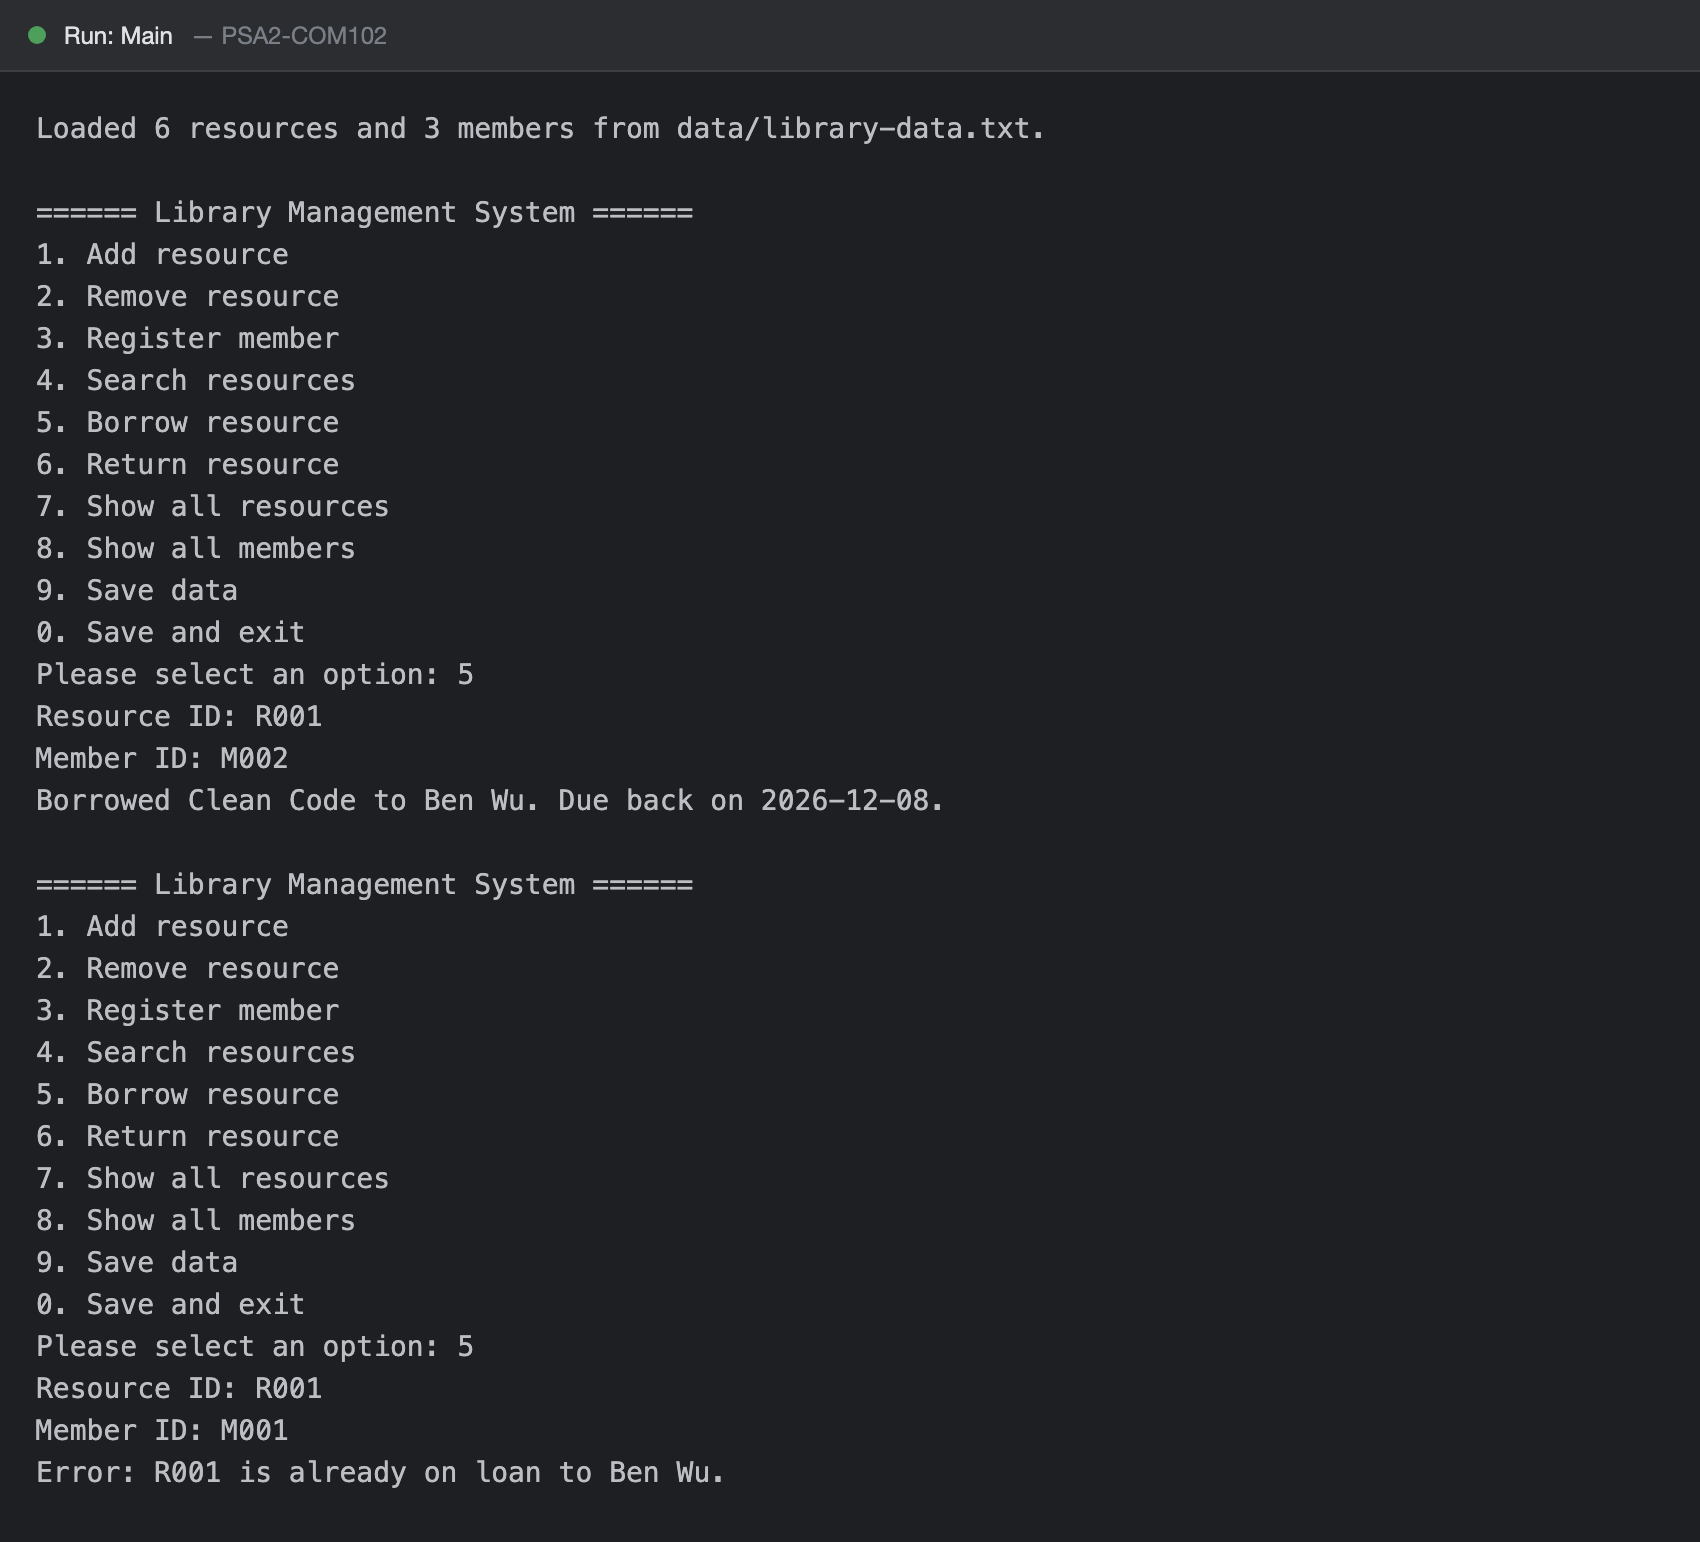 Run: Main — PSA2-COM102
Loaded 6 resources and 3 members from data/library-data.txt.
====== Library Management System ======
1. Add resource
2. Remove resource
3. Register member
4. Search resources
5. Borrow resource
6. Return resource
7. Show all resources
8. Show all members
9. Save data
0. Save and exit
Please select an option: 5
Resource ID: R001
Member ID: M002
Borrowed Clean Code to Ben Wu. Due back on 2026-12-08.
====== Library Management System ======
1. Add resource
2. Remove resource
3. Register member
4. Search resources
5. Borrow resource
6. Return resource
7. Show all resources
8. Show all members
9. Save data
0. Save and exit
Please select an option: 5
Resource ID: R001
Member ID: M001
Error: R001 is already on loan to Ben Wu.